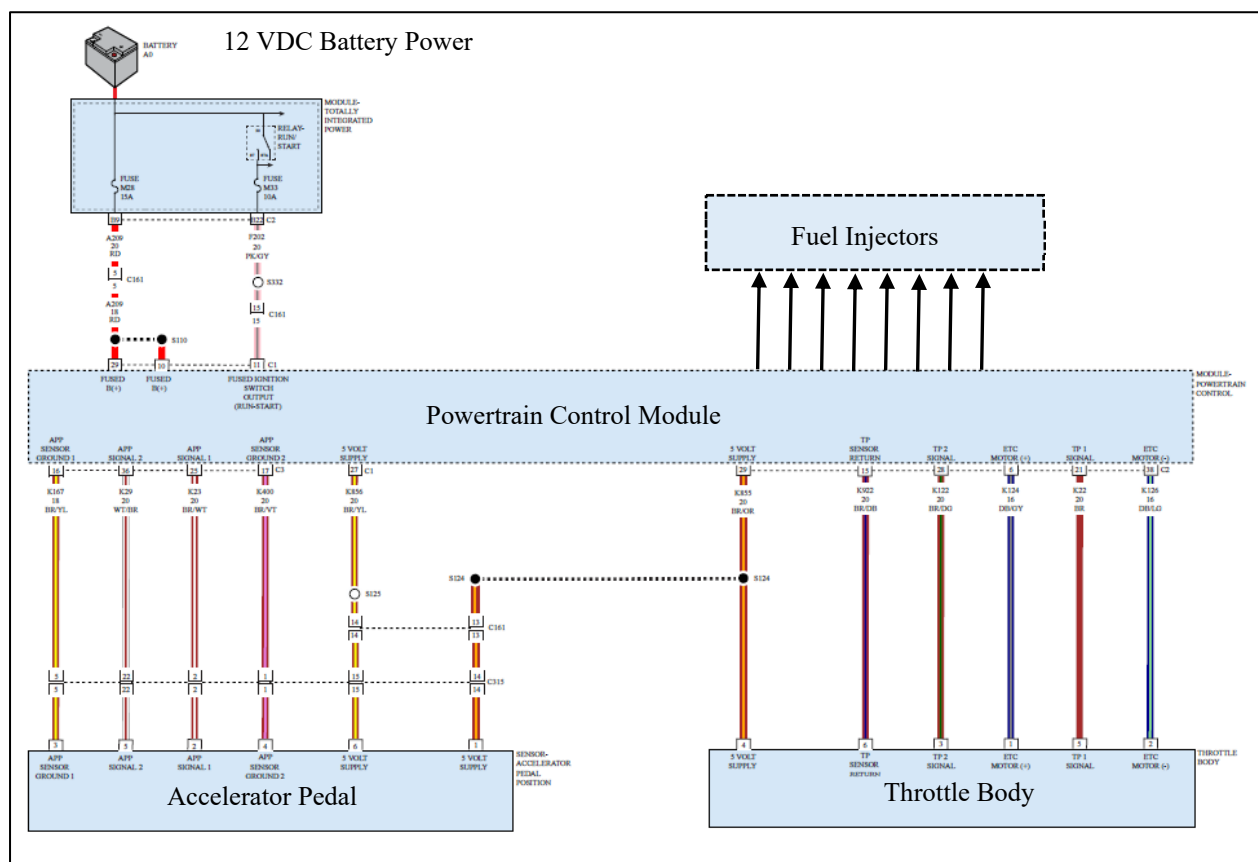 12 VDC Battery Power
BATTERY
A0
MODULE-
TOTALLY
INTEGRATED
POWER
RELAY-
RUN/
START
FUSE
M28
15A
FUSE
M33
10A
B9
B22
C2
A209
20
RD
F202
20
PK/GY
5
C161
5
S332
15
C161
15
A209
18
RD
S110
29
10
11
C1
FUSED
B(+)
FUSED
B(+)
FUSED IGNITION
SWITCH
OUTPUT
(RUN-START)
Fuel Injectors
MODULE-
POWERTRAIN
CONTROL
Powertrain Control Module
APP
SENSOR
GROUND 1
APP
SIGNAL 2
APP
SIGNAL 1
APP
SENSOR
GROUND 2
5 VOLT
SUPPLY
5 VOLT
SUPPLY
TP
SENSOR
RETURN
TP 2
SIGNAL
ETC
MOTOR (+)
TP 1
SIGNAL
ETC
MOTOR (-)
16
36
25
17
C3
27
C1
29
15
28
6
21
38
C2
K167
18
BR/YL
K29
20
WT/BR
K23
20
BR/WT
K400
20
BR/VT
K856
20
BR/YL
K855
20
BR/OR
K922
20
BR/DB
K122
20
BR/DG
K124
16
DB/GY
K22
20
BR
K126
16
DB/LG
S124
S124
S125
14
13
C161
14
13
5
22
2
1
15
14
C315
5
22
2
1
15
14
3
5
2
4
6
1
4
6
3
1
5
2
APP
SENSOR
GROUND 1
APP
SIGNAL 2
APP
SIGNAL 1
APP
SENSOR
GROUND 2
5 VOLT
SUPPLY
5 VOLT
SUPPLY
SENSOR-
ACCELERATOR
PEDAL
POSITION
Accelerator Pedal
5 VOLT
SUPPLY
TP
SENSOR
RETURN
TP 2
SIGNAL
ETC
MOTOR (+)
TP 1
SIGNAL
ETC
MOTOR (-)
THROTTLE
BODY
Throttle Body